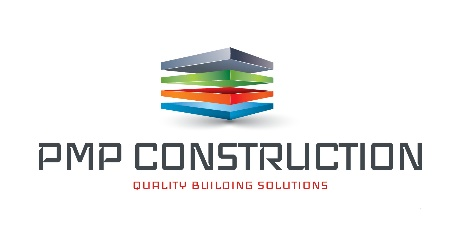 PMP CONSTRUCTION
QUALITY BUILDING SOLUTIONS